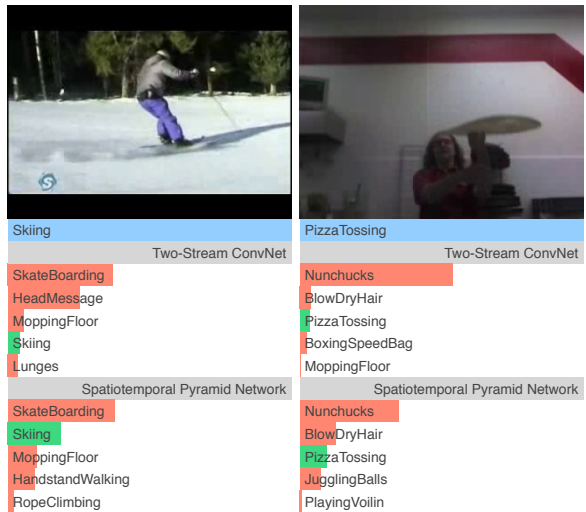 S
Skiing
Two-Stream ConvNet
SkateBoarding
HeadMessage
MoppingFloor
Skiing
Lunges
Spatiotemporal Pyramid Network
SkateBoarding
Skiing
MoppingFloor
HandstandWalking
RopeClimbing
PizzaTossing
Two-Stream ConvNet
Nunchucks
BlowDryHair
PizzaTossing
BoxingSpeedBag
MoppingFloor
Spatiotemporal Pyramid Network
Nunchucks
BlowDryHair
PizzaTossing
JugglingBalls
PlayingVoilin